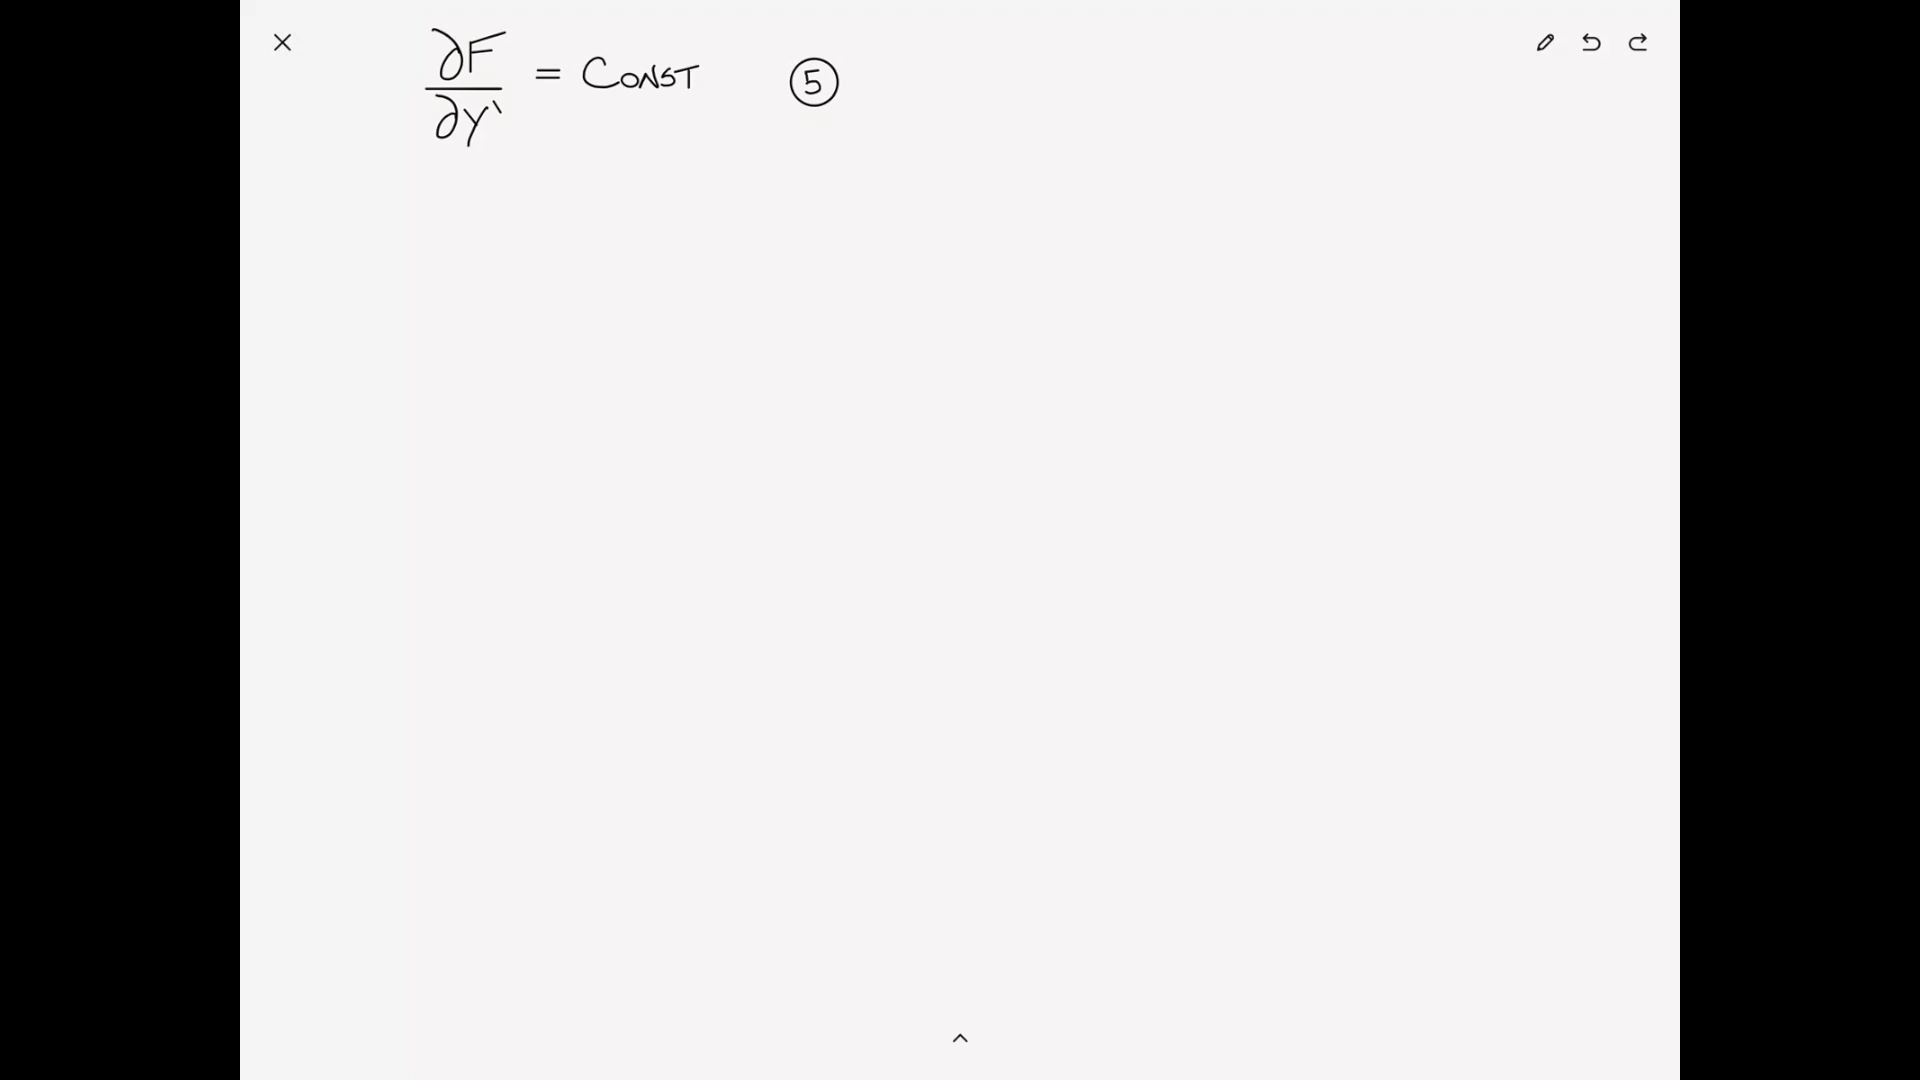 ∂F/∂Y' = CONST ⑤